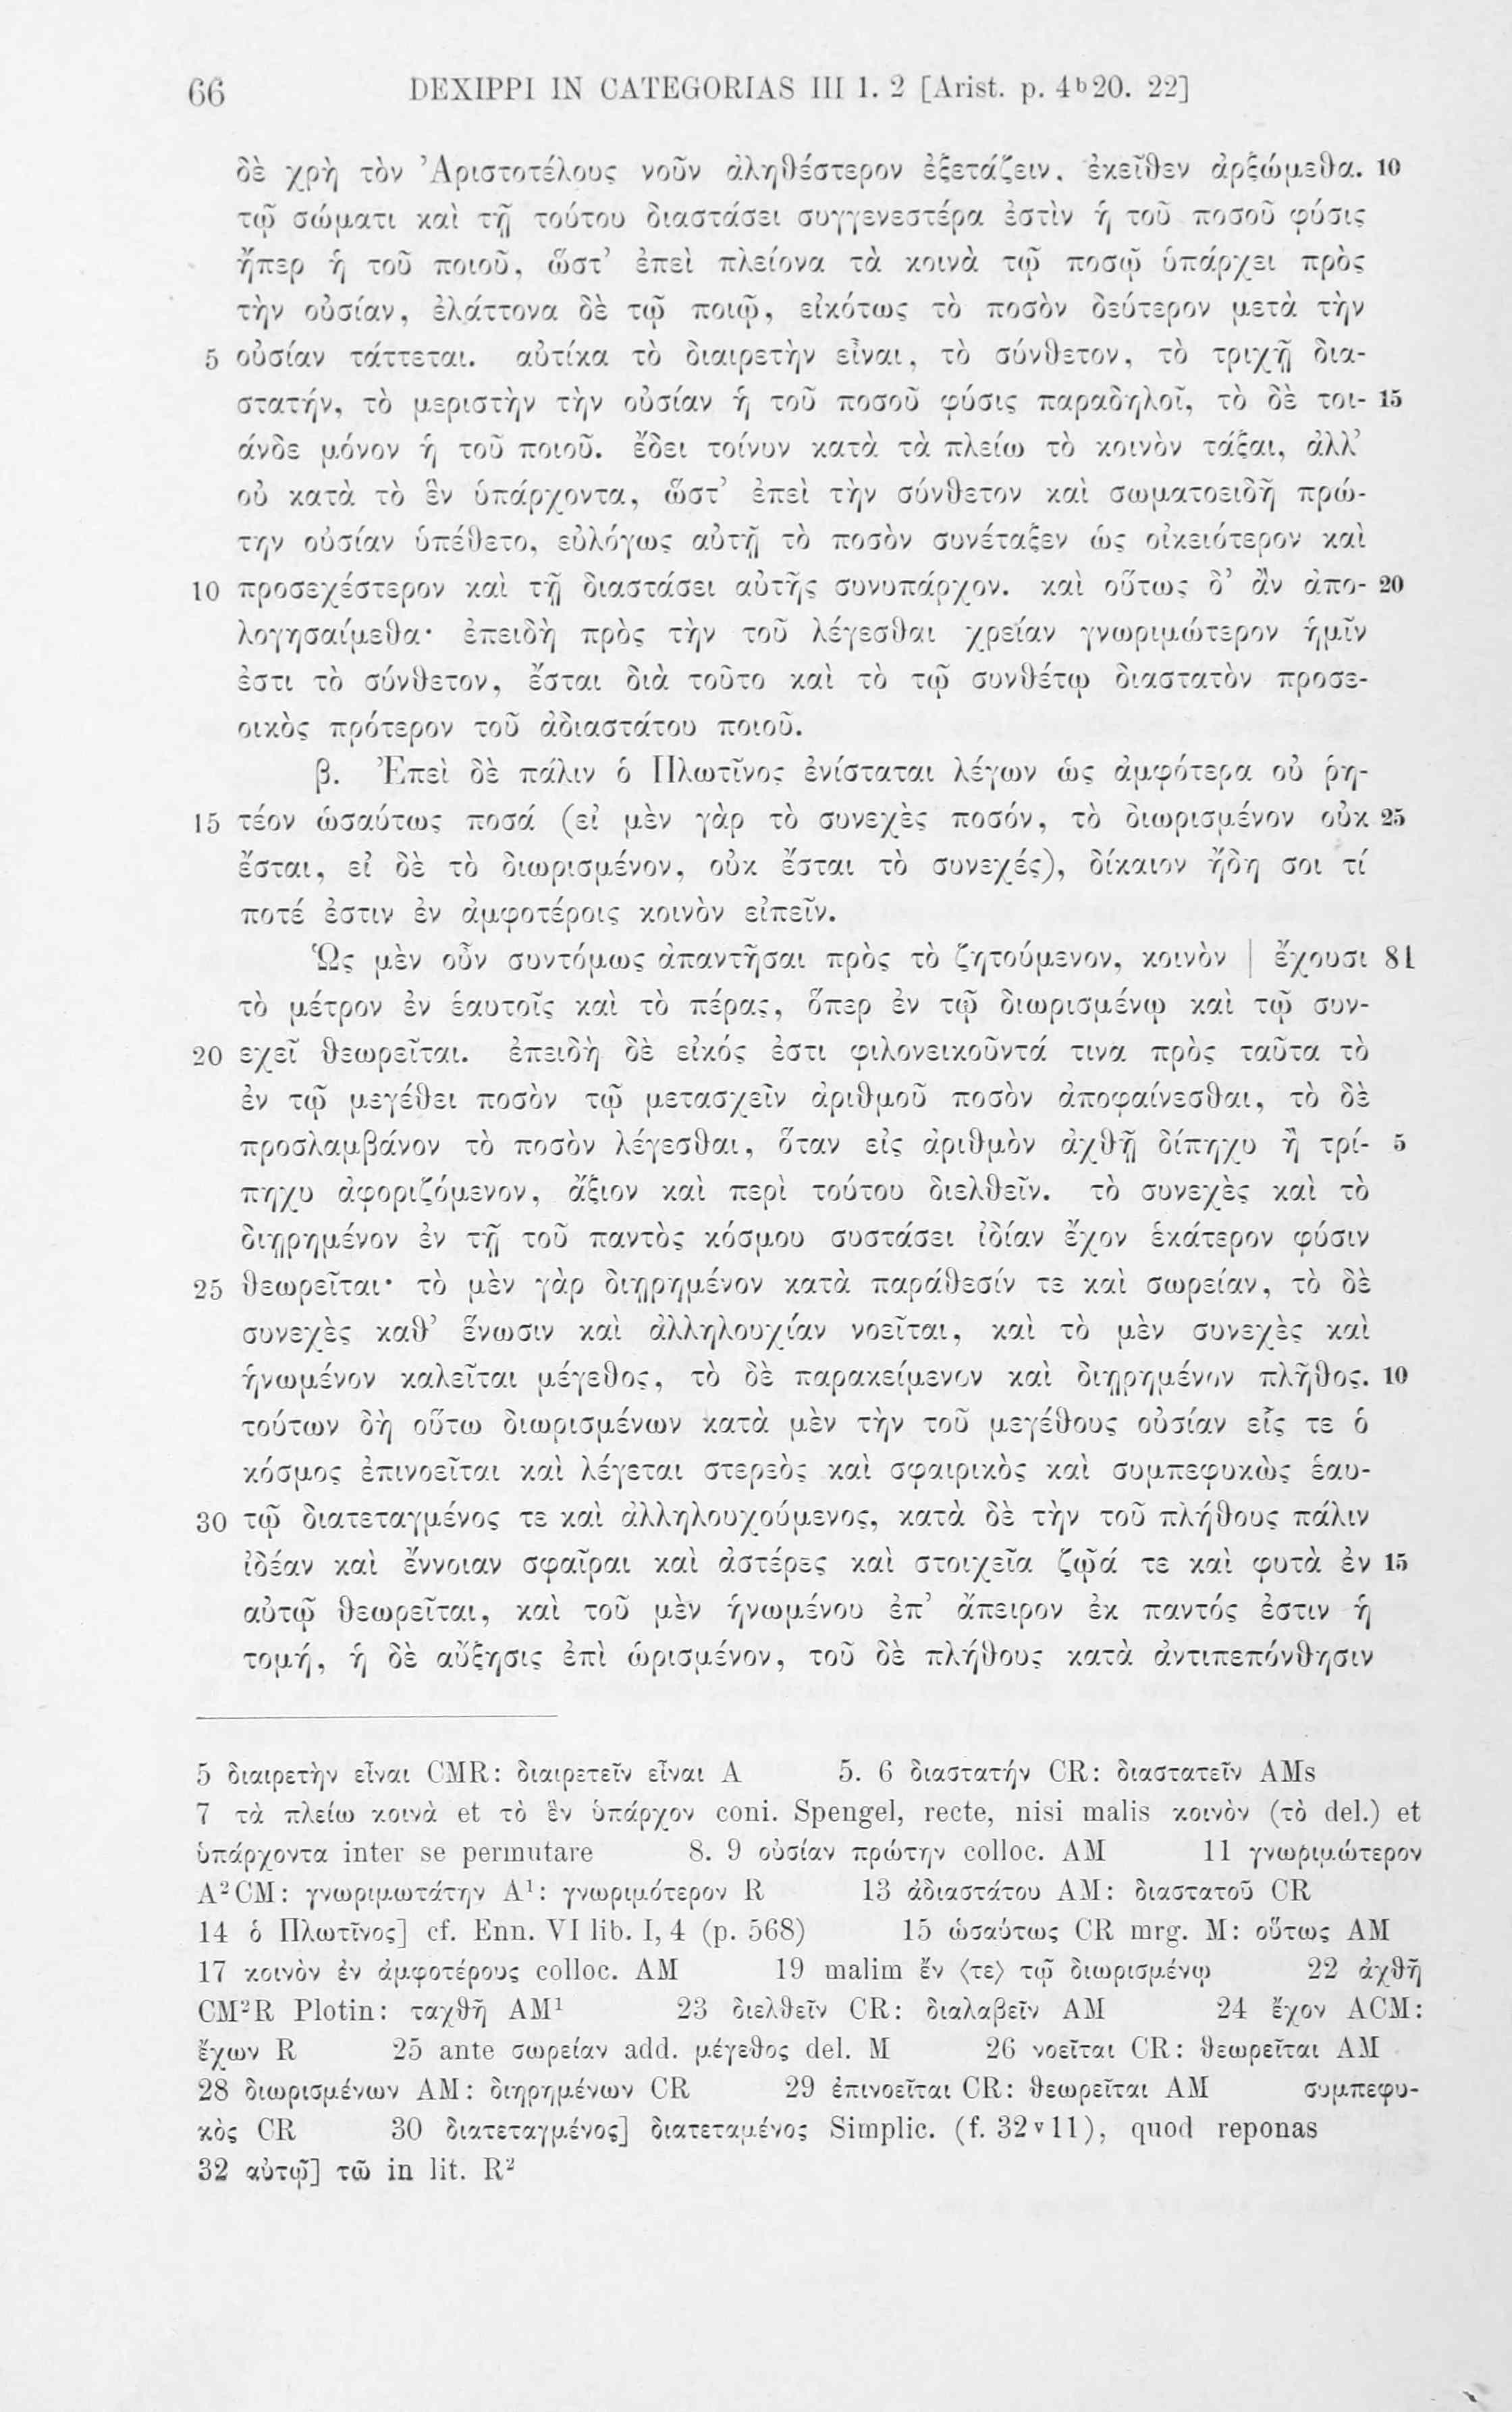 66 DEXIPPI IN CATEGORIAS III 1. 2 [Arist. p. 4ᵇ20. 22]
δὲ χρὴ τὸν Ἀριστοτέλους νοῦν ἀληθέστερον ἐξετάζειν, ἐκεῖθεν ἀρξώμεθα. 10
τῷ σώματι καὶ τῇ τούτου διαστάσει συγγενεστέρα ἐστὶν ἡ τοῦ ποσοῦ φύσις
ἤπερ ἡ τοῦ ποιοῦ, ὥστ’ ἐπεὶ πλείονα τὰ κοινὰ τῷ ποσῷ ὑπάρχει πρὸς
τὴν οὐσίαν, ἐλάττονα δὲ τῷ ποιῷ, εἰκότως τὸ ποσὸν δεύτερον μετὰ τὴν
5 οὐσίαν τάττεται. αὐτίκα τὸ διαιρετὴν εἶναι, τὸ σύνθετον, τὸ τριχῇ δια-
στατήν, τὸ μεριστὴν τὴν οὐσίαν ἡ τοῦ ποσοῦ φύσις παραδηλοῖ, τὸ δὲ τοι- 15
άνδε μόνον ἡ τοῦ ποιοῦ. ἔδει τοίνυν κατὰ τὰ πλείω τὸ κοινὸν τάξαι, ἀλλ’
οὐ κατὰ τὸ ἓν ὑπάρχοντα, ὥστ’ ἐπεὶ τὴν σύνθετον καὶ σωματοειδῆ πρώ-
την οὐσίαν ὑπέθετο, εὐλόγως αὐτῇ τὸ ποσὸν συνέταξεν ὡς οἰκειότερον καὶ
10 προσεχέστερον καὶ τῇ διαστάσει αὐτῆς συνυπάρχον. καὶ οὕτως δ’ ἂν ἀπο- 20
λογησαίμεθα· ἐπειδὴ πρὸς τὴν τοῦ λέγεσθαι χρείαν γνωριμώτερον ἡμῖν
ἐστι τὸ σύνθετον, ἔσται διὰ τοῦτο καὶ τὸ τῷ συνθέτῳ διαστατὸν προσε-
οικὸς πρότερον τοῦ ἀδιαστάτου ποιοῦ.
β. Ἐπεὶ δὲ πάλιν ὁ Πλωτῖνος ἐνίσταται λέγων ὡς ἀμφότερα οὐ ῥη-
15 τέον ὡσαύτως ποσά (εἰ μὲν γὰρ τὸ συνεχὲς ποσόν, τὸ διωρισμένον οὐκ 25
ἔσται, εἰ δὲ τὸ διωρισμένον, οὐκ ἔσται τὸ συνεχές), δίκαιον ἤδη σοι τί
ποτέ ἐστιν ἐν ἀμφοτέροις κοινὸν εἰπεῖν.
Ὡς μὲν οὖν συντόμως ἀπαντῆσαι πρὸς τὸ ζητούμενον, κοινὸν | ἔχουσι 81
τὸ μέτρον ἐν ἑαυτοῖς καὶ τὸ πέρας, ὅπερ ἐν τῷ διωρισμένῳ καὶ τῷ συν-
20 εχεῖ θεωρεῖται. ἐπειδὴ δὲ εἰκός ἐστι φιλονεικοῦντά τινα πρὸς ταῦτα τὸ
ἐν τῷ μεγέθει ποσὸν τῷ μετασχεῖν ἀριθμοῦ ποσὸν ἀποφαίνεσθαι, τὸ δὲ
προσλαμβάνον τὸ ποσὸν λέγεσθαι, ὅταν εἰς ἀριθμὸν ἀχθῇ δίπηχυ ἢ τρί- 5
πηχυ ἀφοριζόμενον, ἄξιον καὶ περὶ τούτου διελθεῖν. τὸ συνεχὲς καὶ τὸ
διῃρημένον ἐν τῇ τοῦ παντὸς κόσμου συστάσει ἰδίαν ἔχον ἑκάτερον φύσιν
25 θεωρεῖται· τὸ μὲν γὰρ διῃρημένον κατὰ παράθεσίν τε καὶ σωρείαν, τὸ δὲ
συνεχὲς καθ’ ἕνωσιν καὶ ἀλληλουχίαν νοεῖται, καὶ τὸ μὲν συνεχὲς καὶ
ἡνωμένον καλεῖται μέγεθος, τὸ δὲ παρακείμενον καὶ διῃρημένον πλῆθος. 10
τούτων δὴ οὕτω διωρισμένων κατὰ μὲν τὴν τοῦ μεγέθους οὐσίαν εἷς τε ὁ
κόσμος ἐπινοεῖται καὶ λέγεται στερεὸς καὶ σφαιρικὸς καὶ συμπεφυκὼς ἑαυ-
30 τῷ διατεταγμένος τε καὶ ἀλληλουχούμενος, κατὰ δὲ τὴν τοῦ πλήθους πάλιν
ἰδέαν καὶ ἔννοιαν σφαῖραι καὶ ἀστέρες καὶ στοιχεῖα ζῷά τε καὶ φυτὰ ἐν 15
αὐτῷ θεωρεῖται, καὶ τοῦ μὲν ἡνωμένου ἐπ’ ἄπειρον ἐκ παντός ἐστιν ἡ
τομή, ἡ δὲ αὔξησις ἐπὶ ὡρισμένον, τοῦ δὲ πλήθους κατὰ ἀντιπεπόνθησιν
5 διαιρετὴν εἶναι CMR: διαιρετεῖν εἶναι A 5. 6 διαστατήν CR: διαστατεῖν AMs
7 τὰ πλείω κοινὰ et τὸ ἓν ὑπάρχον coni. Spengel, recte, nisi malis κοινὸν (τὸ del.) et
ὑπάρχοντα inter se permutare 8. 9 οὐσίαν πρώτην colloc. AM 11 γνωριμώτερον
A²CM: γνωριμωτάτην A¹: γνωριμότερον R 13 ἀδιαστάτου AM: διαστατοῦ CR
14 ὁ Πλωτῖνος] cf. Enn. VI lib. I, 4 (p. 568) 15 ὡσαύτως CR mrg. M: οὕτως AM
17 κοινὸν ἐν ἀμφοτέρους colloc. AM 19 malim ἔν ⟨τε⟩ τῷ διωρισμένῳ 22 ἀχθῇ
CM²R Plotin: ταχθῇ AM¹ 23 διελθεῖν CR: διαλαβεῖν AM 24 ἔχον ACM:
ἔχων R 25 ante σωρείαν add. μέγεθος del. M 26 νοεῖται CR: θεωρεῖται AM
28 διωρισμένων AM: διῃρημένων CR 29 ἐπινοεῖται CR: θεωρεῖται AM συμπεφυ-
κὸς CR 30 διατεταγμένος] διατεταμένος Simplic. (f. 32ᵛ11), quod reponas
32 αὐτῷ] τῶ in lit. R²